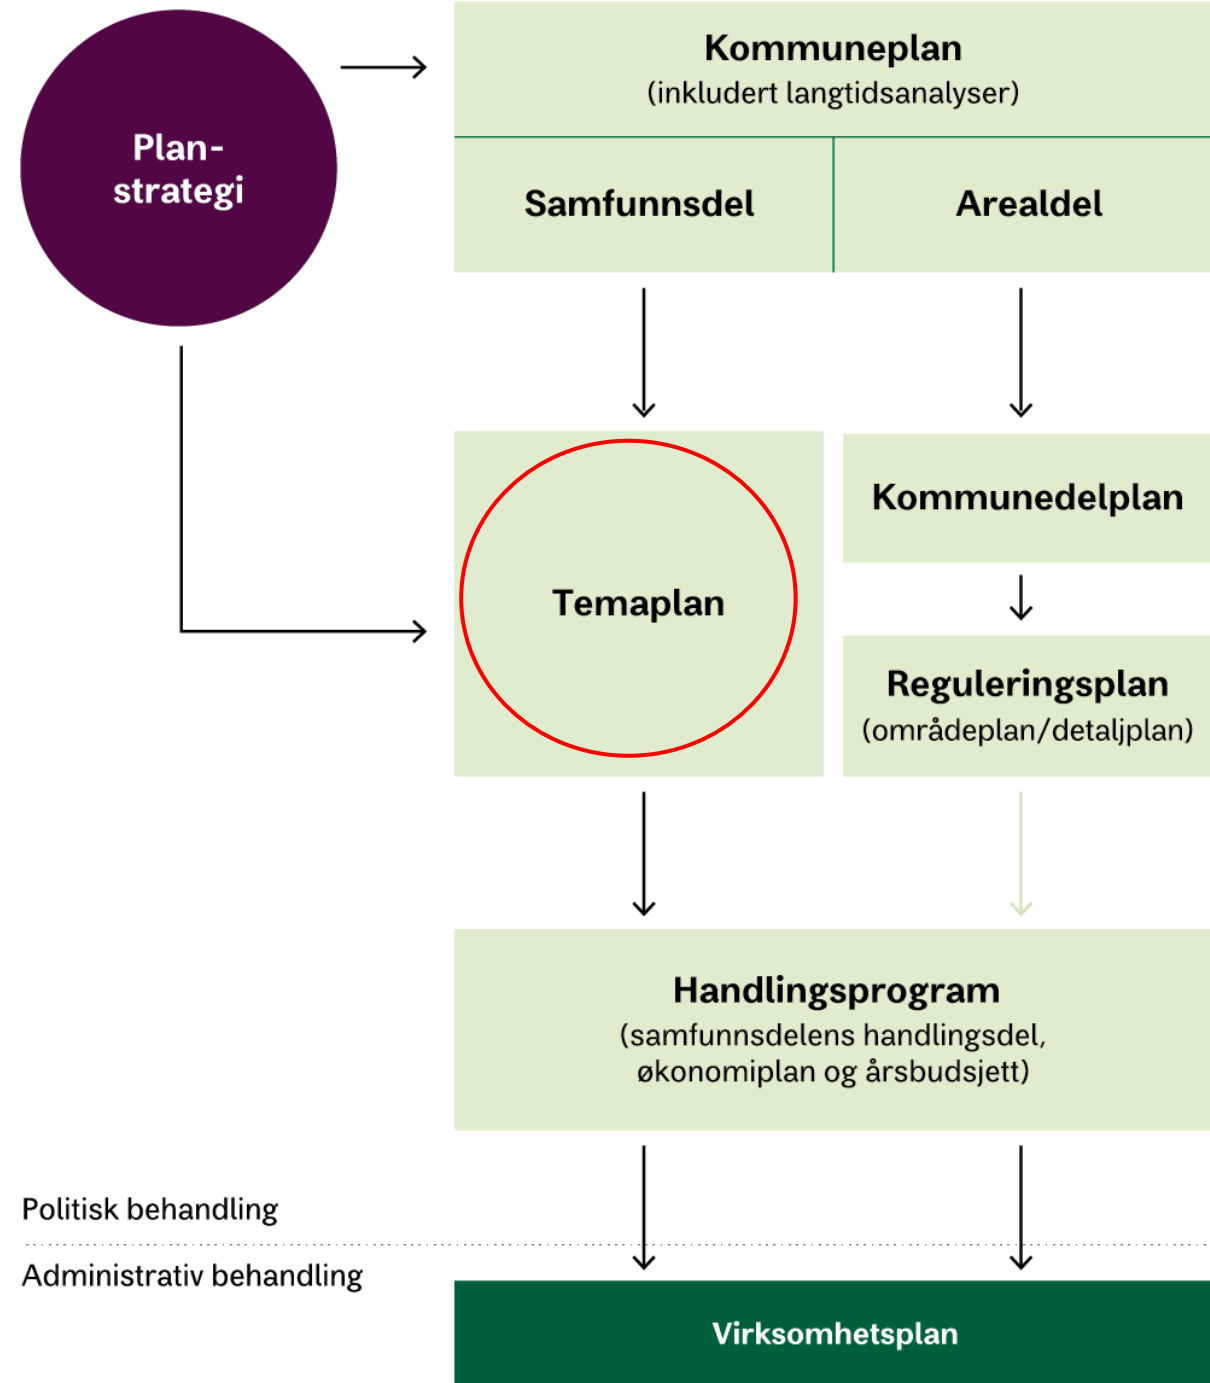 Plan-
strategi
Kommuneplan
(inkludert langtidsanalyser)
Samfunnsdel
Arealdel
Temaplan
Kommunedelplan
Reguleringsplan
(områdeplan/detaljplan)
Handlingsprogram
(samfunnsdelens handlingsdel,
økonomiplan og årsbudsjett)
Politisk behandling
Administrativ behandling
Virksomhetsplan